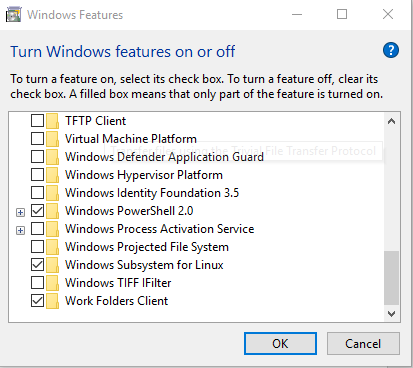 Windows Features
Turn Windows features on or off
To turn a feature on, select its check box. To turn a feature off, clear its
check box. A filled box means that only part of the feature is turned on.
TFTP Client
Virtual Machine Platform
using the Trivial File Transfer Protocol
Windows Defender Application Guard
Windows Hypervisor Platform
Windows Identity Foundation 3.5
Windows PowerShell 2.0
Windows Process Activation Service
Windows Projected File System
Windows Subsystem for Linux
Windows TIFF IFilter
Work Folders Client
OK
Cancel